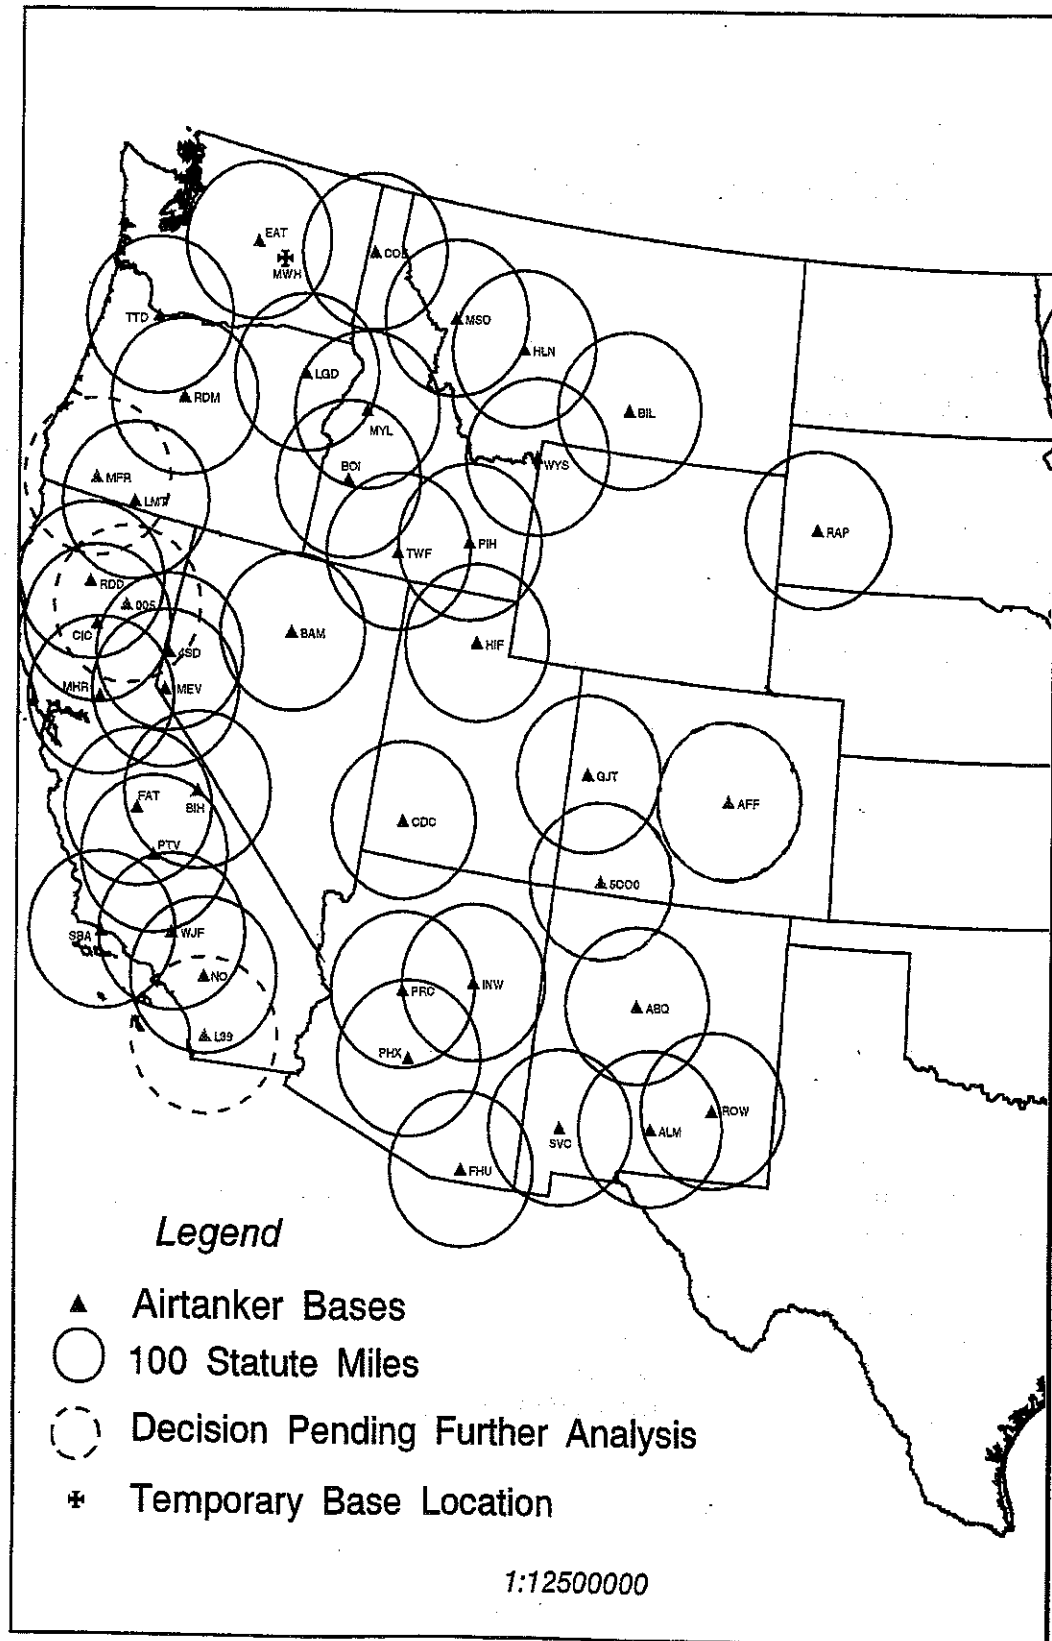 EAT
MWH
COE
TTD
MSO
HLN
RDM
LGD
MYL
BIL
BOI
WYS
MFR
LMT
RAP
TWF
PIH
RDD
005
CIC
BAM
HIF
4SD
MHR
MEV
GJT
FAT
BIH
AFF
CDC
PTV
SBA
WJF
NO
PRC
INW
ABQ
L39
PHX
ROW
SVC
ALM
FHU
Legend
Airtanker Bases
100 Statute Miles
Decision Pending Further Analysis
Temporary Base Location
1:12500000